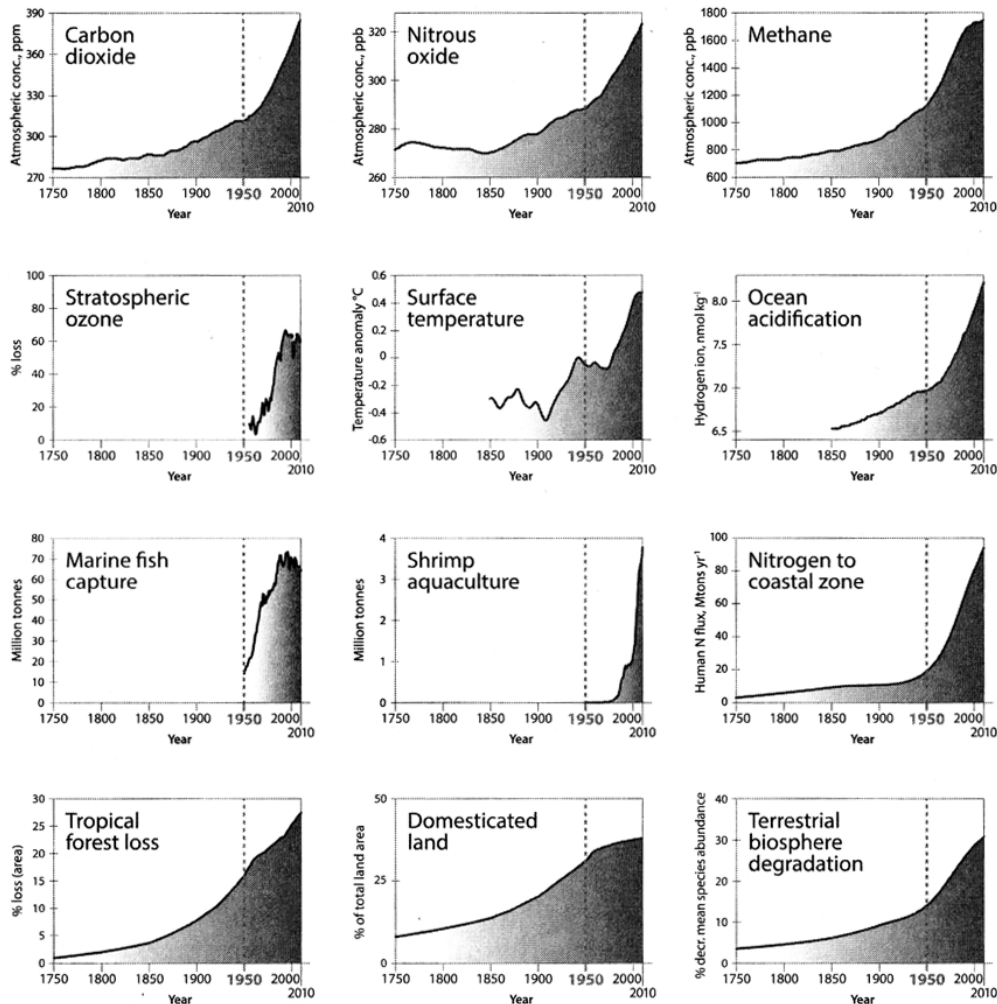 390
360
330
300
270
Atmospheric conc., ppm
Carbon
dioxide
1750 1800 1850 1900 1950 2000
2010
Year
320
300
280
260
Atmospheric conc., ppb
Nitrous
oxide
1750 1800 1850 1900 1950 2000
2010
Year
1800
1600
1400
1200
1000
800
600
Atmospheric conc., ppb
Methane
1750 1800 1850 1900 1950 2000
2010
Year
100
80
60
40
20
0
% loss
Stratospheric
ozone
1750 1800 1850 1900 1950 2000
2010
Year
0.6
0.4
0.2
0
-0.2
-0.4
-0.6
Temperature anomaly °C
Surface
temperature
1750 1800 1850 1900 1950 2000
2010
Year
8.0
7.5
7.0
6.5
Hydrogen ion, nmol kg⁻¹
Ocean
acidification
1750 1800 1850 1900 1950 2000
2010
Year
80
70
60
50
40
30
20
10
0
Million tonnes
Marine fish
capture
1750 1800 1850 1900 1950 2000
2010
Year
4
3
2
1
0
Million tonnes
Shrimp
aquaculture
1750 1800 1850 1900 1950 2000
2010
Year
100
80
60
40
20
0
Human N flux, Mtons yr⁻¹
Nitrogen to
coastal zone
1750 1800 1850 1900 1950 2000
2010
Year
30
25
20
15
10
5
0
% loss (area)
Tropical
forest loss
1750 1800 1850 1900 1950 2000
2010
Year
50
25
0
% of total land area
Domesticated
land
1750 1800 1850 1900 1950 2000
2010
Year
40
30
20
10
0
% decr. mean species abundance
Terrestrial
biosphere
degradation
1750 1800 1850 1900 1950 2000
2010
Year